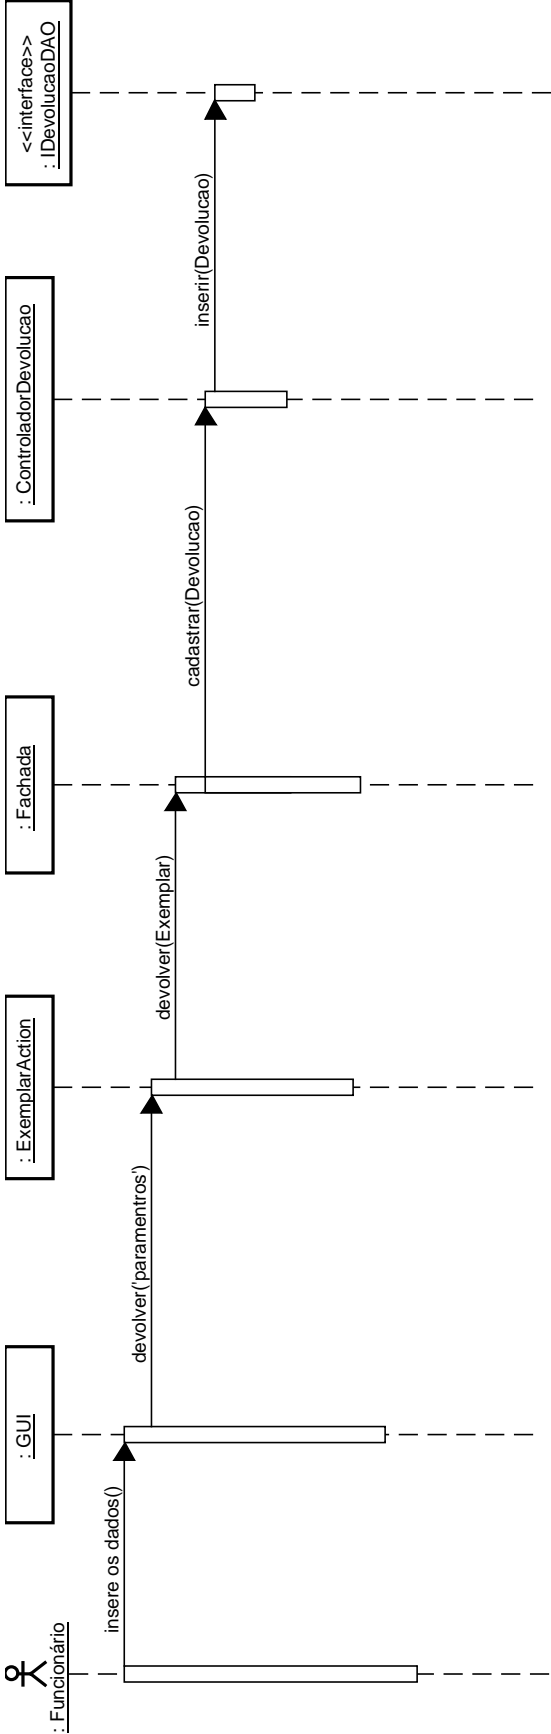 : Funcionário
: GUI
: ExemplarAction
: Fachada
: ControladorDevolucao
<<interface>>
: IDevolucaoDAO
insere os dados()
devolver('paramentros')
devolver(Exemplar)
cadastrar(Devolucao)
inserir(Devolucao)